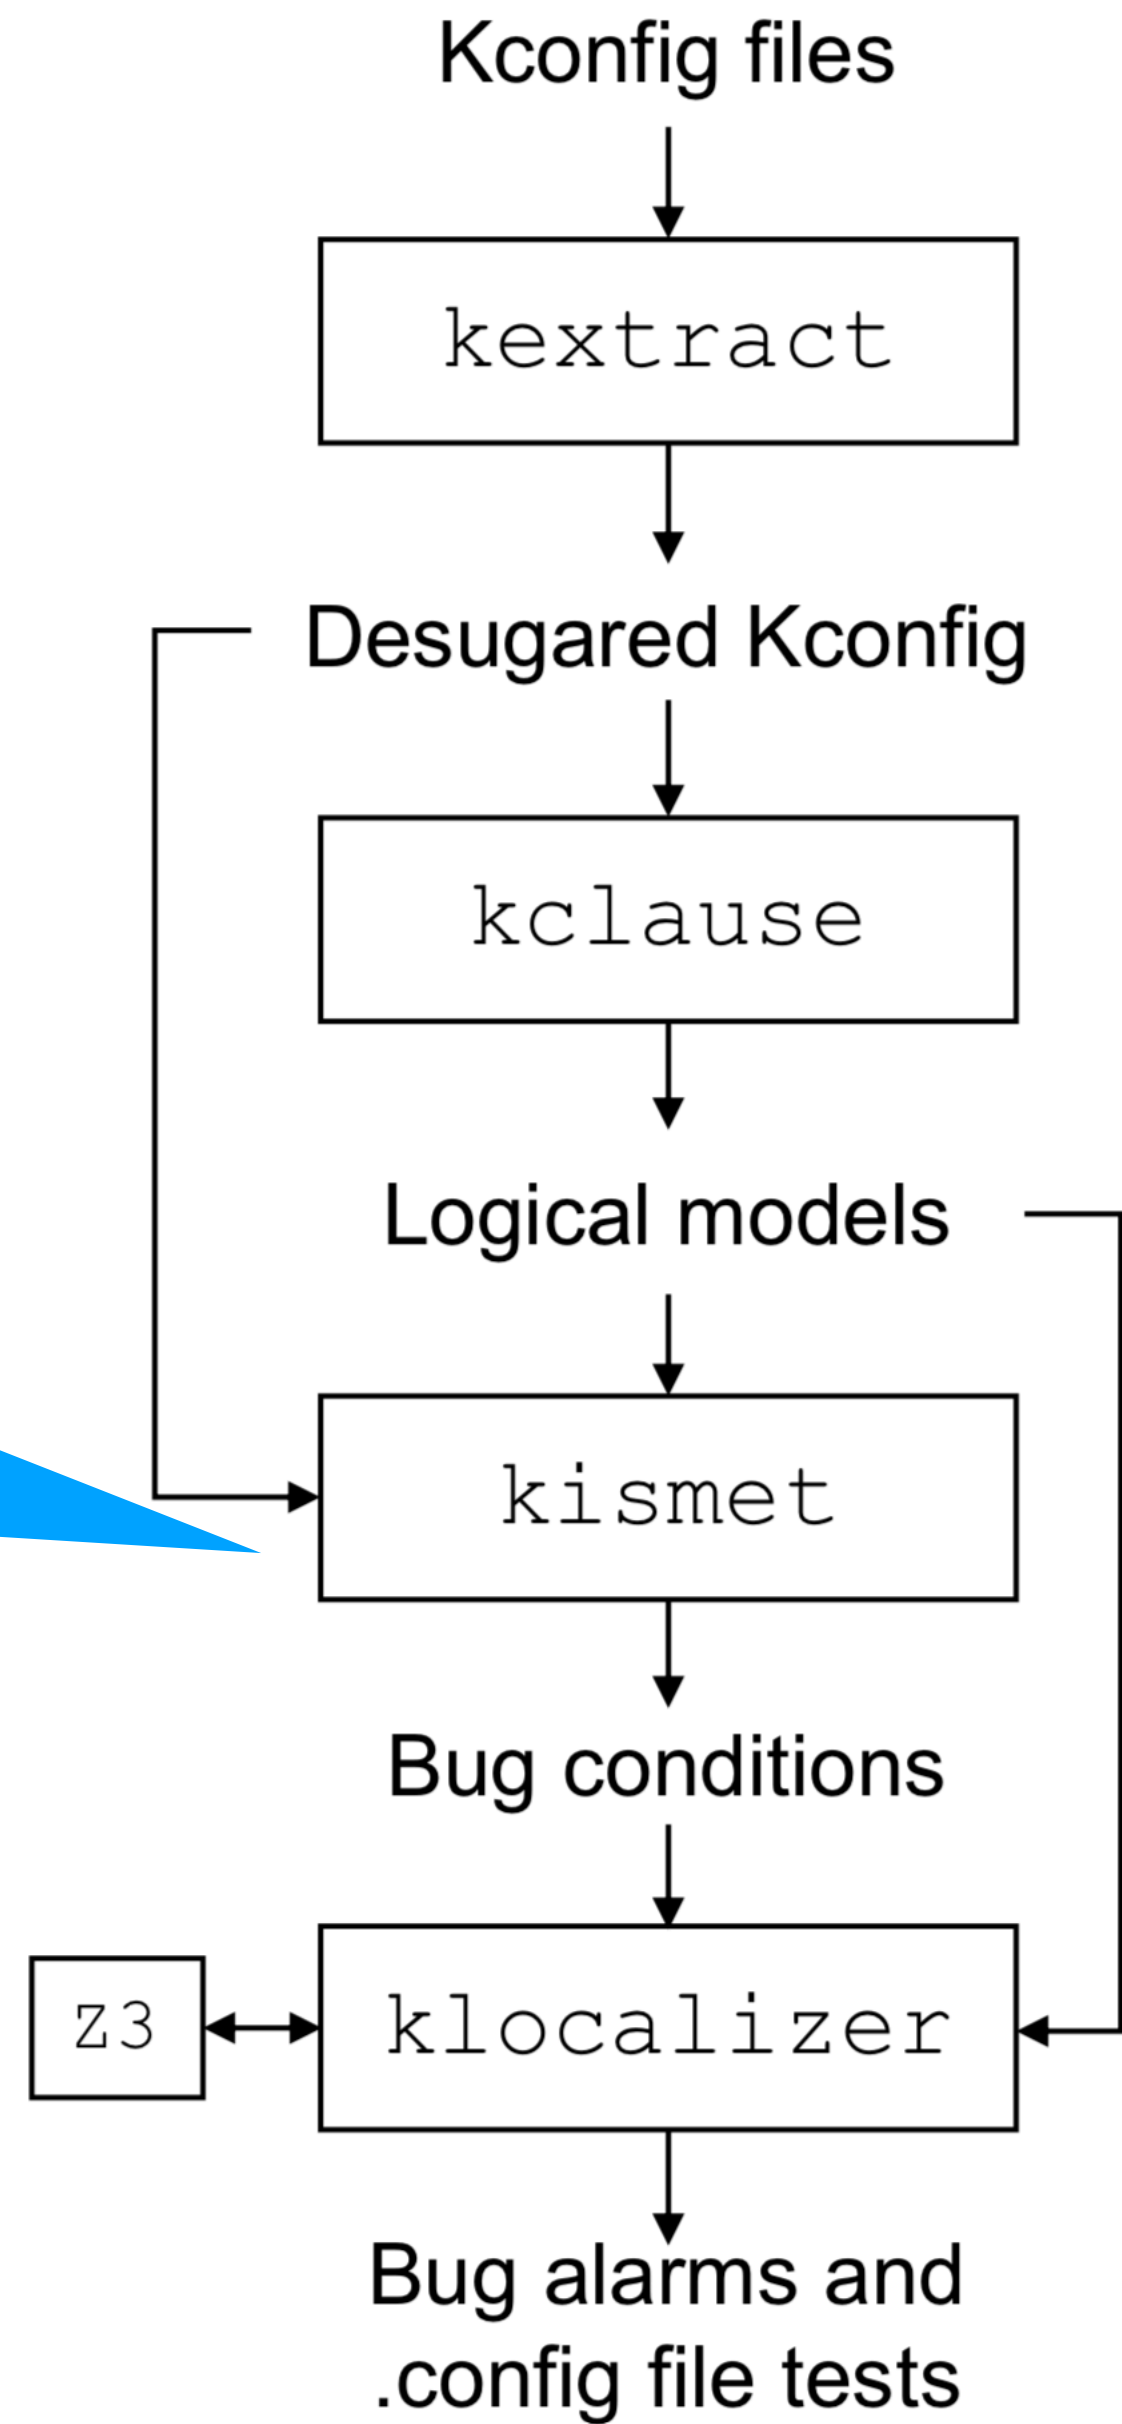 Kconfig files
kextract
Desugared Kconfig
kclause
Logical models
kismet
Bug conditions
z3
klocalizer
Bug alarms and
.config file tests